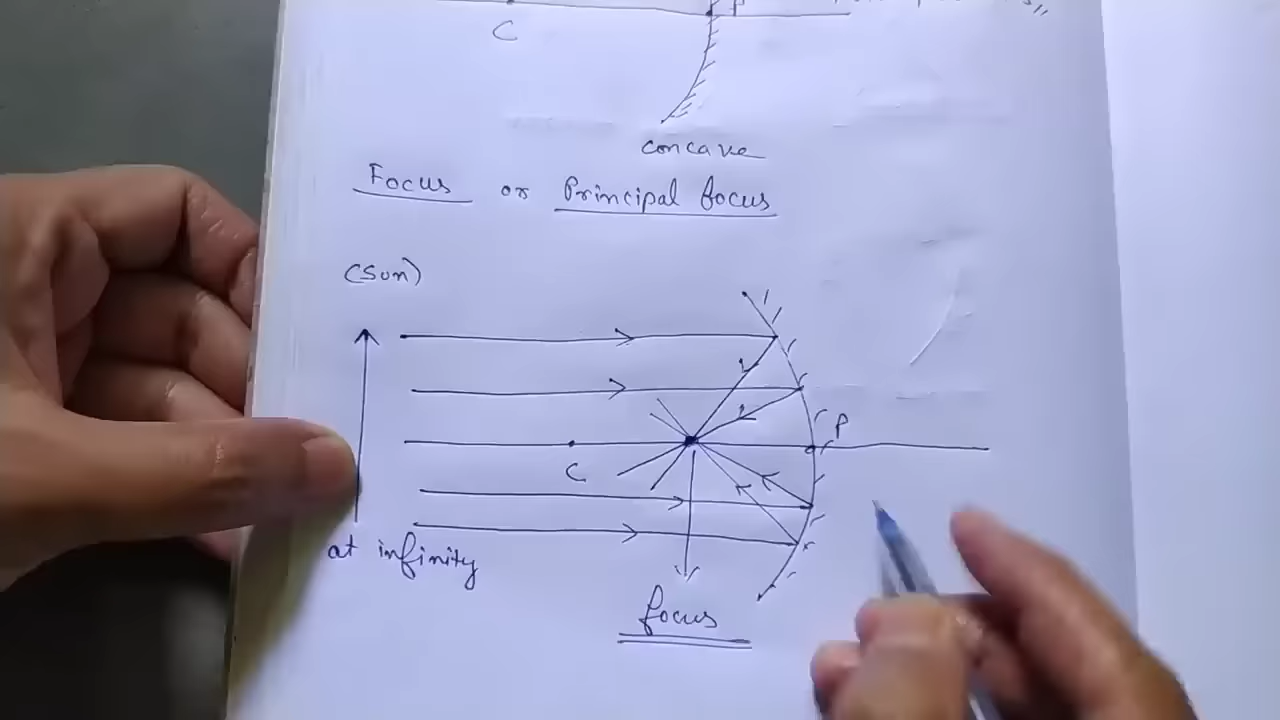 P
C
concave
Focus or Principal focus
(Sun)
P
C
at infinity
focus